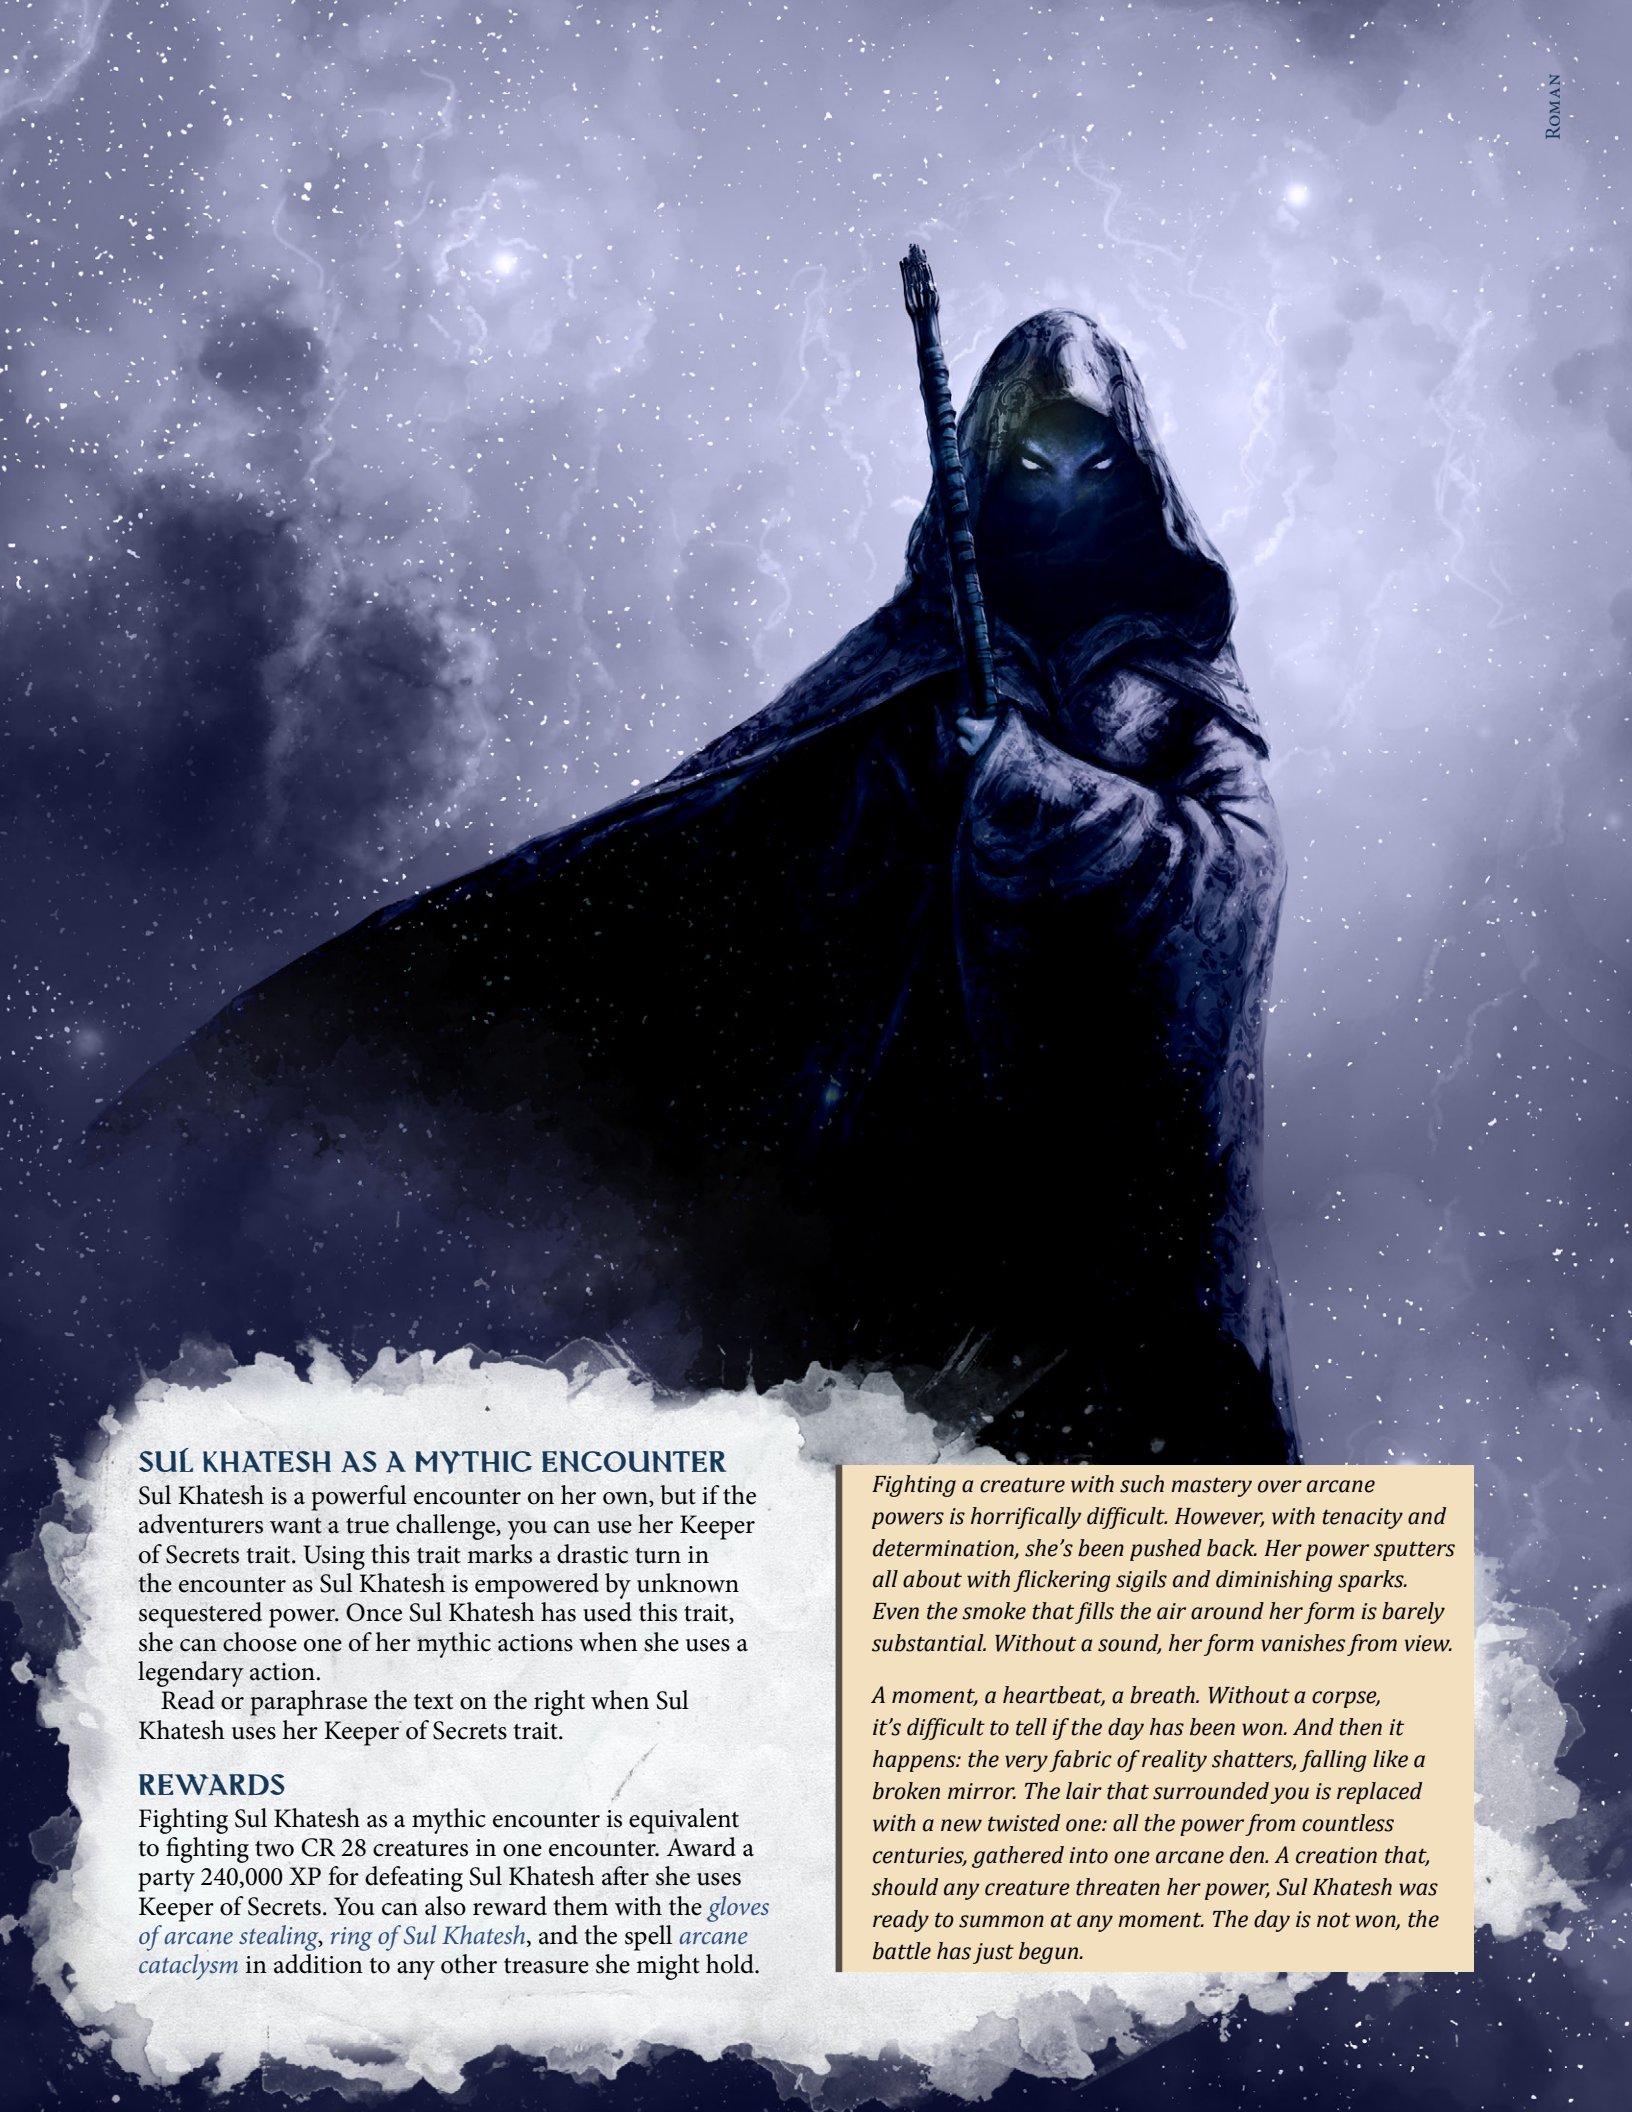 ROMAN
SUL KHATESH AS A MYTHIC ENCOUNTER
Sul Khatesh is a powerful encounter on her own, but if the
adventurers want a true challenge, you can use her Keeper
of Secrets trait. Using this trait marks a drastic turn in
the encounter as Sul Khatesh is empowered by unknown
sequestered power. Once Sul Khatesh has used this trait,
she can choose one of her mythic actions when she uses a
legendary action.
Read or paraphrase the text on the right when Sul
Khatesh uses her Keeper of Secrets trait.
REWARDS
Fighting Sul Khatesh as a mythic encounter is equivalent
to fighting two CR 28 creatures in one encounter. Award a
party 240,000 XP for defeating Sul Khatesh after she uses
Keeper of Secrets. You can also reward them with the gloves
of arcane stealing, ring of Sul Khatesh, and the spell arcane
cataclysm in addition to any other treasure she might hold.
Fighting a creature with such mastery over arcane
powers is horrifically difficult. However, with tenacity and
determination, she's been pushed back. Her power sputters
all about with flickering sigils and diminishing sparks.
Even the smoke that fills the air around her form is barely
substantial. Without a sound, her form vanishes from view.
A moment, a heartbeat, a breath. Without a corpse,
it's difficult to tell if the day has been won. And then it
happens: the very fabric of reality shatters, falling like a
broken mirror. The lair that surrounded you is replaced
with a new twisted one: all the power from countless
centuries, gathered into one arcane den. A creation that,
should any creature threaten her power, Sul Khatesh was
ready to summon at any moment. The day is not won, the
battle has just begun.